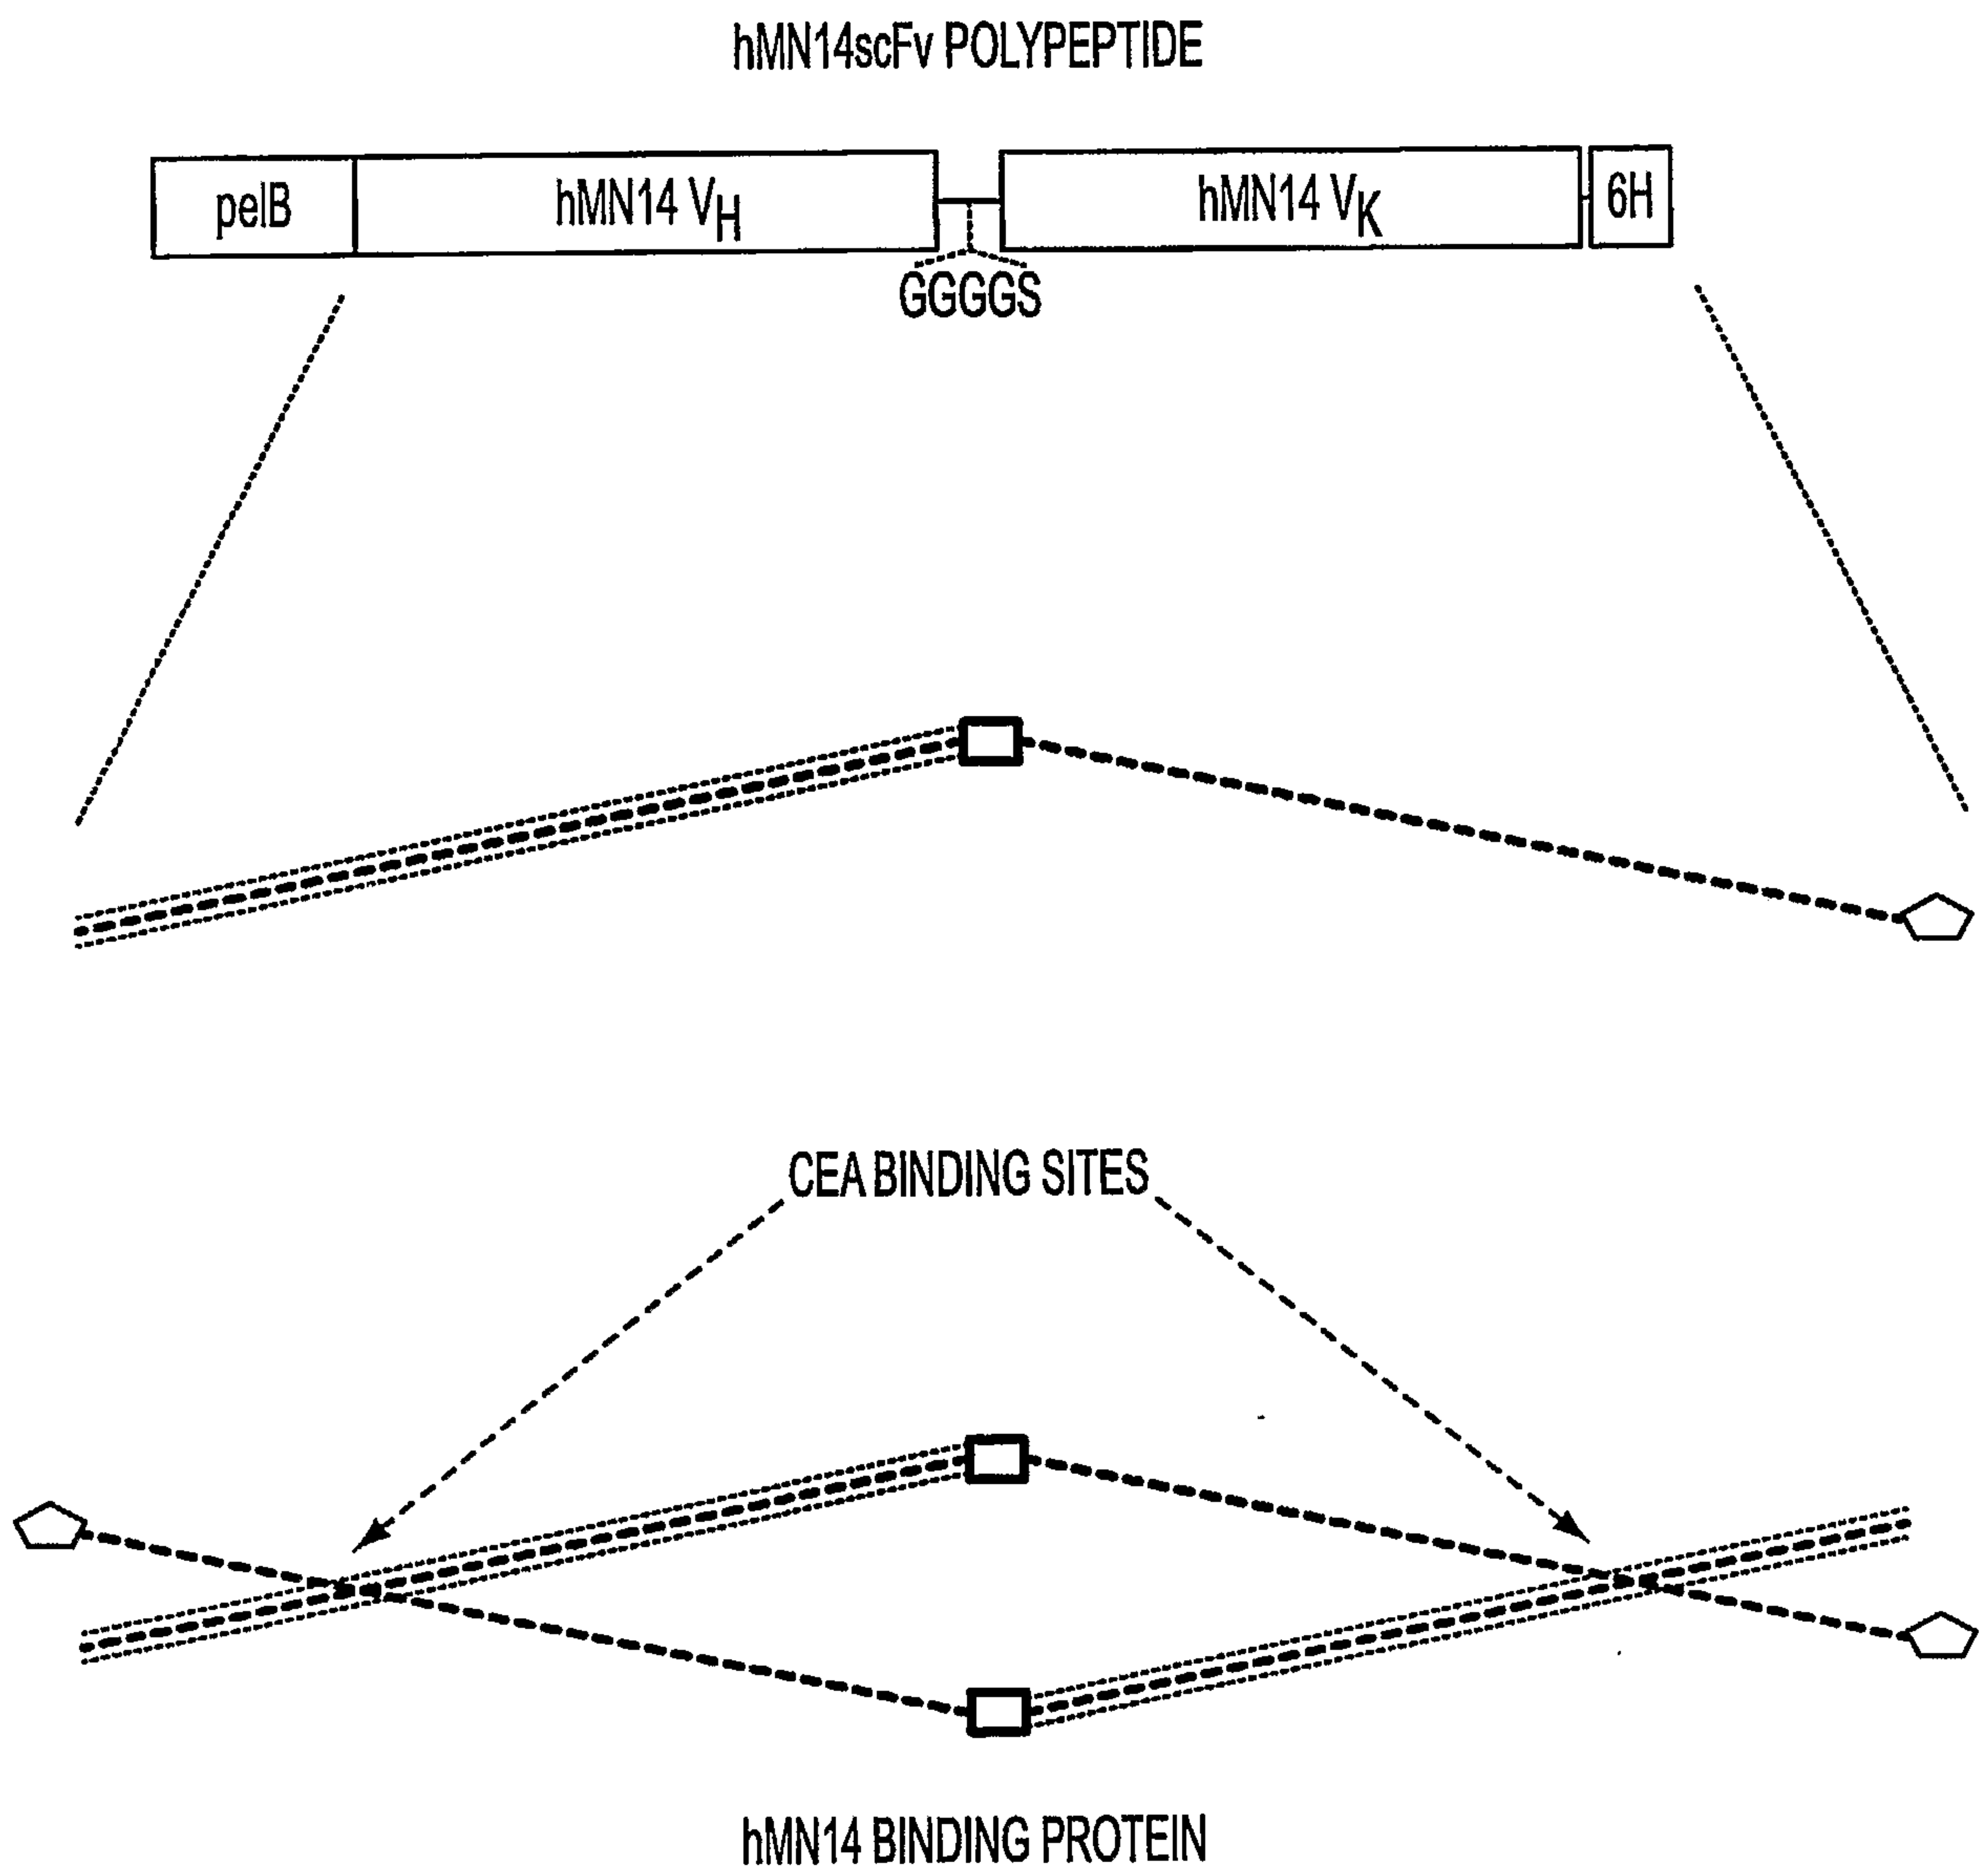 hMN14scFv POLYPEPTIDE
pelB hMN14 VH hMN14 VK 6H
GGGGS
CEA BINDING SITES
hMN14 BINDING PROTEIN